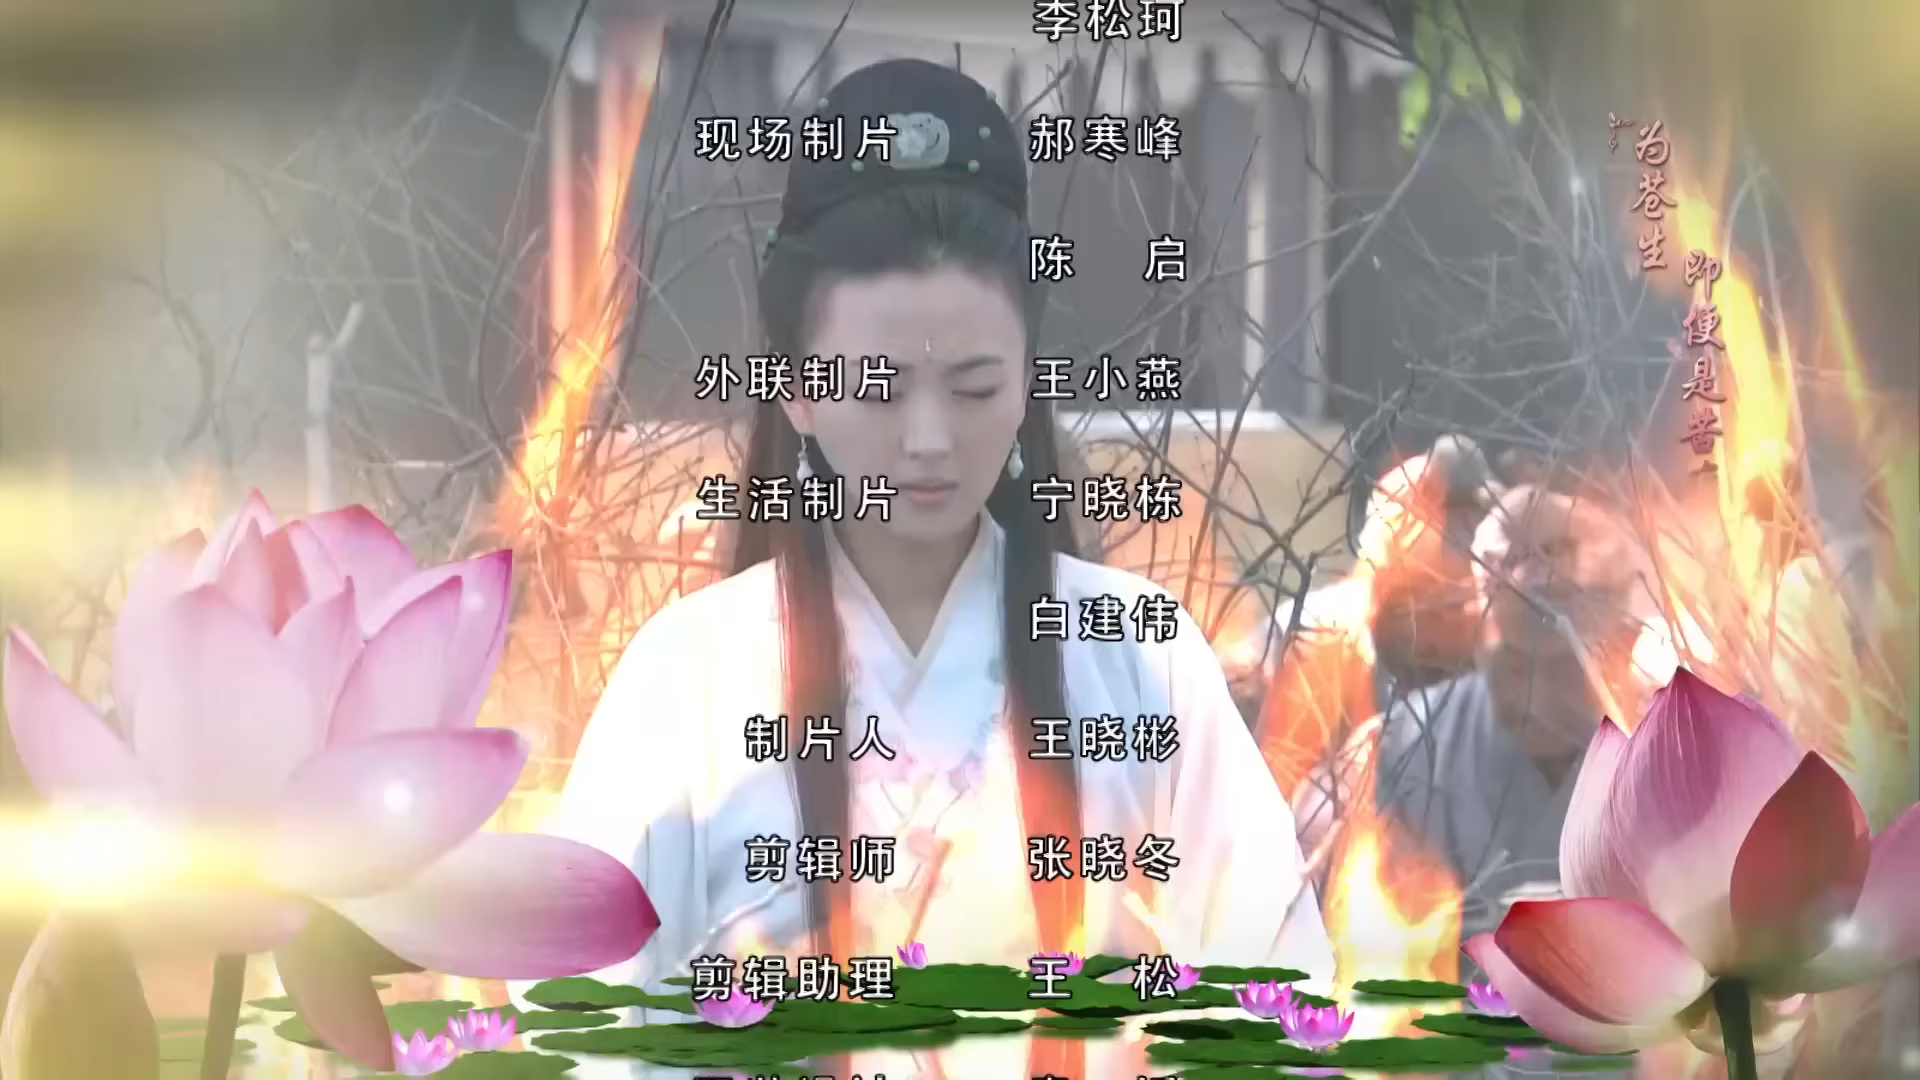 李松珂
现场制片 郝寒峰
陈 启
外联制片 王小燕
生活制片 宁晓栋
白建伟
制片人 王晓彬
剪辑师 张晓冬
剪辑助理 王 松
为苍生
即便是苦